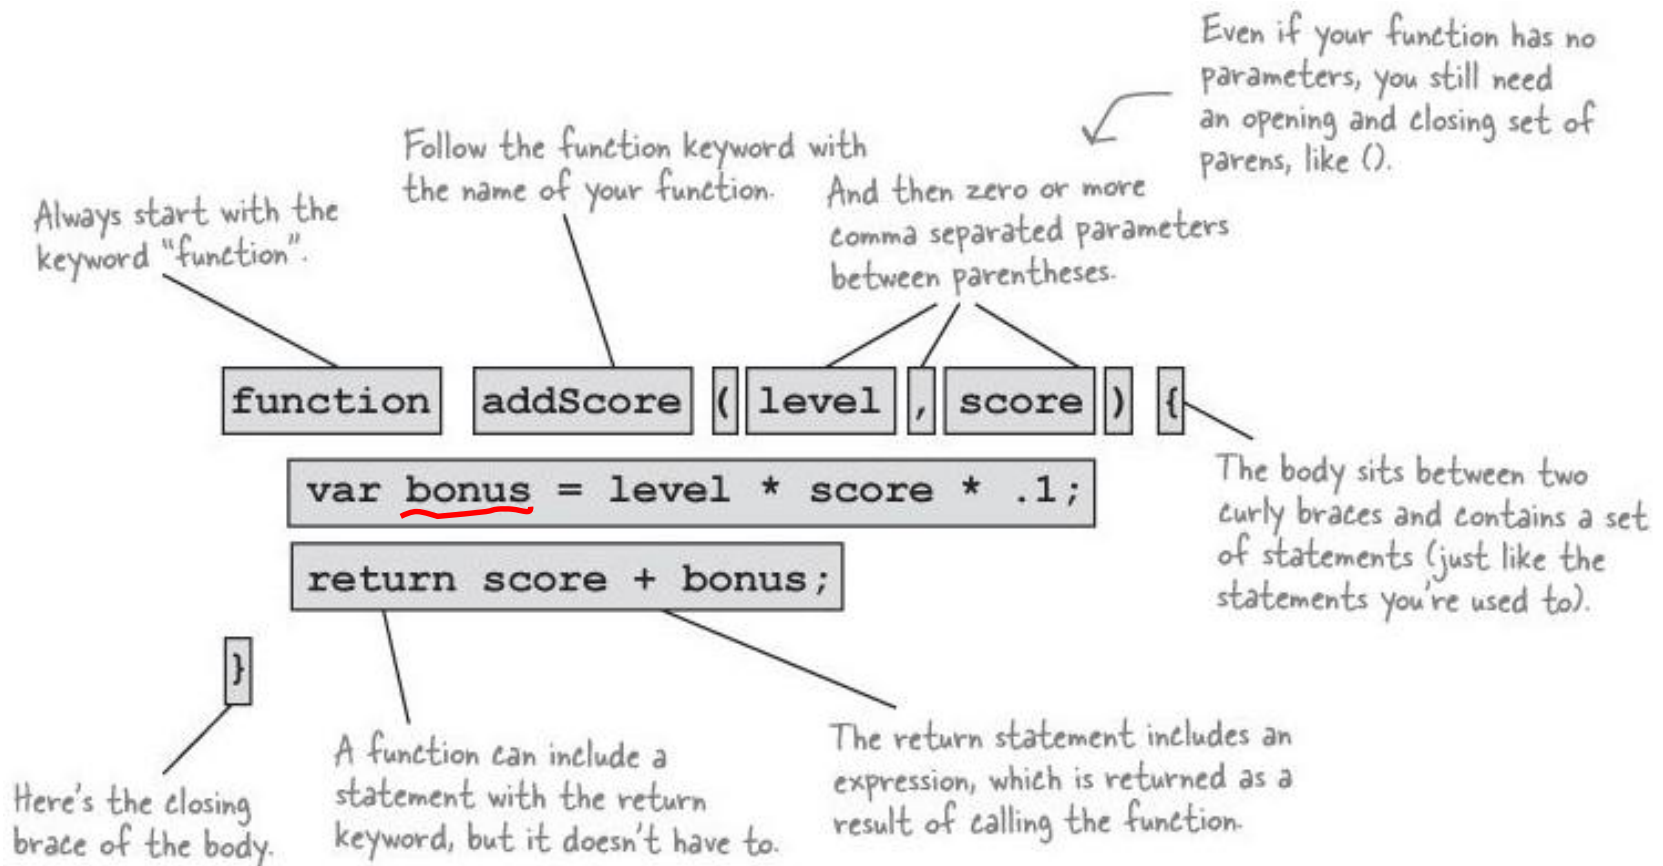 Even if your function has no
parameters, you still need
an opening and closing set of
parens, like ().
Follow the function keyword with
the name of your function.
And then zero or more
comma separated parameters
between parentheses.
Always start with the
keyword "function".
function addScore ( level , score ) {
var bonus = level * score * .1;
return score + bonus;
}
The body sits between two
curly braces and contains a set
of statements (just like the
statements you're used to).
Here's the closing
brace of the body.
A function can include a
statement with the return
keyword, but it doesn't have to.
The return statement includes an
expression, which is returned as a
result of calling the function.